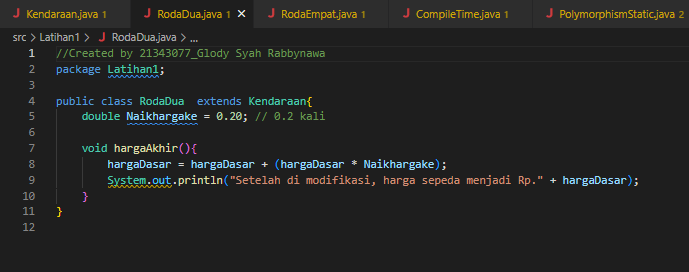 Kendaraan.java 1 RodaDua.java 1 RodaEmpat.java 1 CompileTime.java 1 PolymorphismStatic.java 2
src > Latihan1 > RodaDua.java > ...
1 //Created by 21343077_Glody Syah Rabbynawa
2 package Latihan1;
3
4 public class RodaDua  extends Kendaraan{
5     double Naikhargake = 0.20; // 0.2 kali
6
7     void hargaAkhir(){
8         hargaDasar = hargaDasar + (hargaDasar * Naikhargake);
9         System.out.println("Setelah di modifikasi, harga sepeda menjadi Rp." + hargaDasar);
10     }
11 }
12